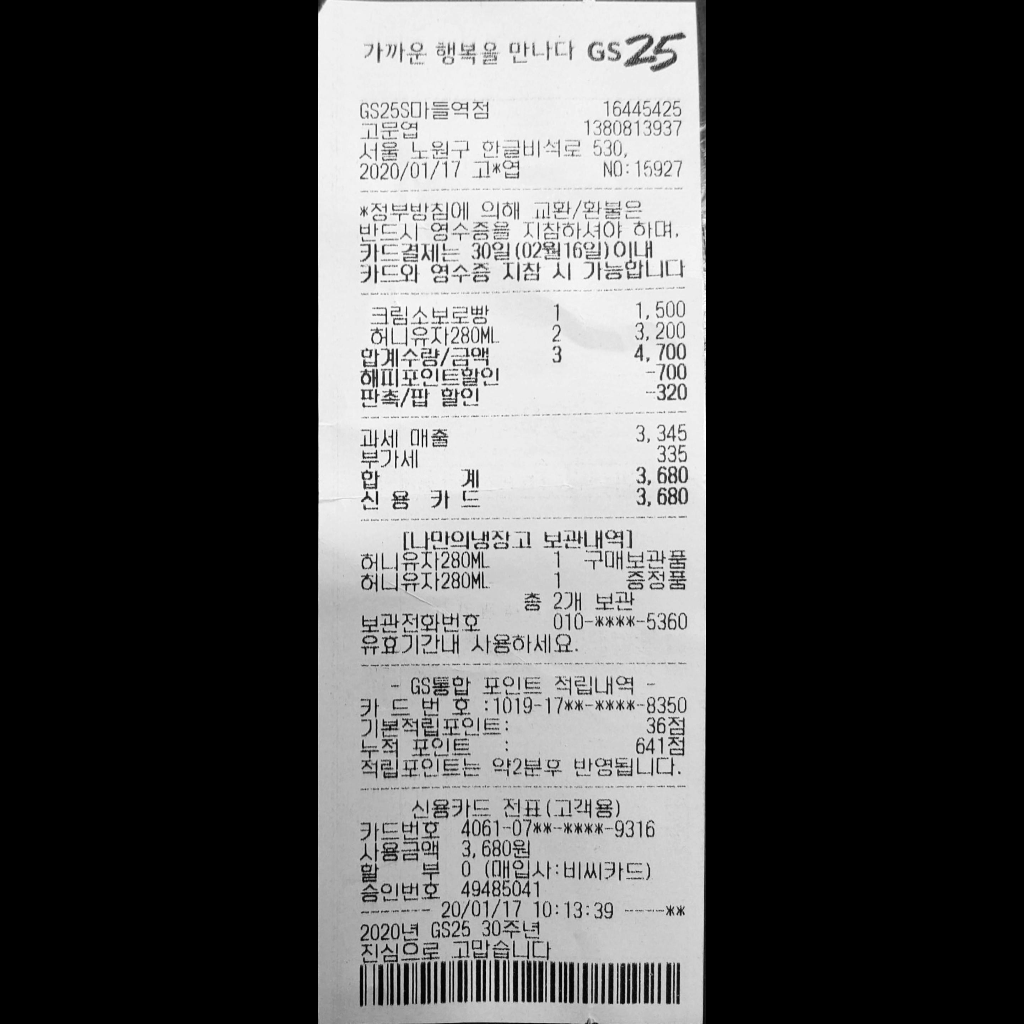 가까운 행복을 만나다 GS25
GS25S마들역점 16445425
고문엽 1380813937
서울 노원구 한글비석로 530,
2020/01/17 고*엽 NO:15927
*정부방침에 의해 교환/환불은
반드시 영수증을 지참하셔야 하며,
카드결제는 30일(02월16일)이내
카드와 영수증 지참 시 가능합니다
크림소보로빵 1 1,500
허니유자280ML 2 3,200
합계수량/금액 3 4,700
해피포인트할인 -700
판촉/팝 할인 -320
과세 매출 3,345
부가세 335
합 계 3,680
신 용 카 드 3,680
[나만의냉장고 보관내역]
허니유자280ML 1 구매보관품
허니유자280ML 1 증정품
총 2개 보관
보관전화번호 010-****-5360
유효기간내 사용하세요.
- GS통합 포인트 적립내역 -
카 드 번 호 :1019-17**-****-8350
기본적립포인트: 36점
누적 포인트 : 641점
적립포인트는 약2분후 반영됩니다.
신용카드 전표(고객용)
카드번호 4061-07**-****-9316
사용금액 3,680원
할 부 0 (매입사:비씨카드)
승인번호 49485041
------- 20/01/17 10:13:39 -----**
2020년 GS25 30주년
진심으로 고맙습니다